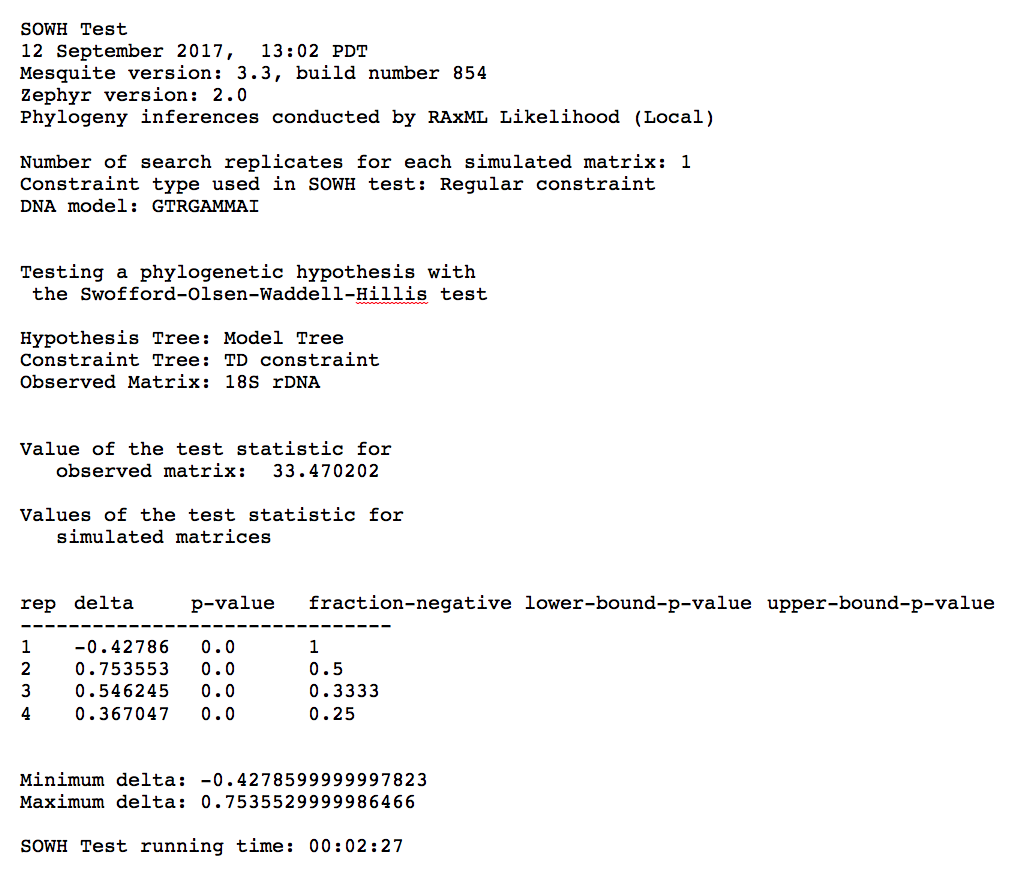 SOWH Test
12 September 2017,  13:02 PDT
Mesquite version: 3.3, build number 854
Zephyr version: 2.0
Phylogeny inferences conducted by RAxML Likelihood (Local)
Number of search replicates for each simulated matrix: 1
Constraint type used in SOWH test: Regular constraint
DNA model: GTRGAMMAI
Testing a phylogenetic hypothesis with
the Swofford-Olsen-Waddell-Hillis test
Hypothesis Tree: Model Tree
Constraint Tree: TD constraint
Observed Matrix: 18S rDNA
Value of the test statistic for
observed matrix:  33.470202
Values of the test statistic for
simulated matrices
rep delta p-value fraction-negative lower-bound-p-value upper-bound-p-value
-------------------------------
1 -0.42786 0.0 1
2 0.753553 0.0 0.5
3 0.546245 0.0 0.3333
4 0.367047 0.0 0.25
Minimum delta: -0.4278599999997823
Maximum delta: 0.7535529999986466
SOWH Test running time: 00:02:27